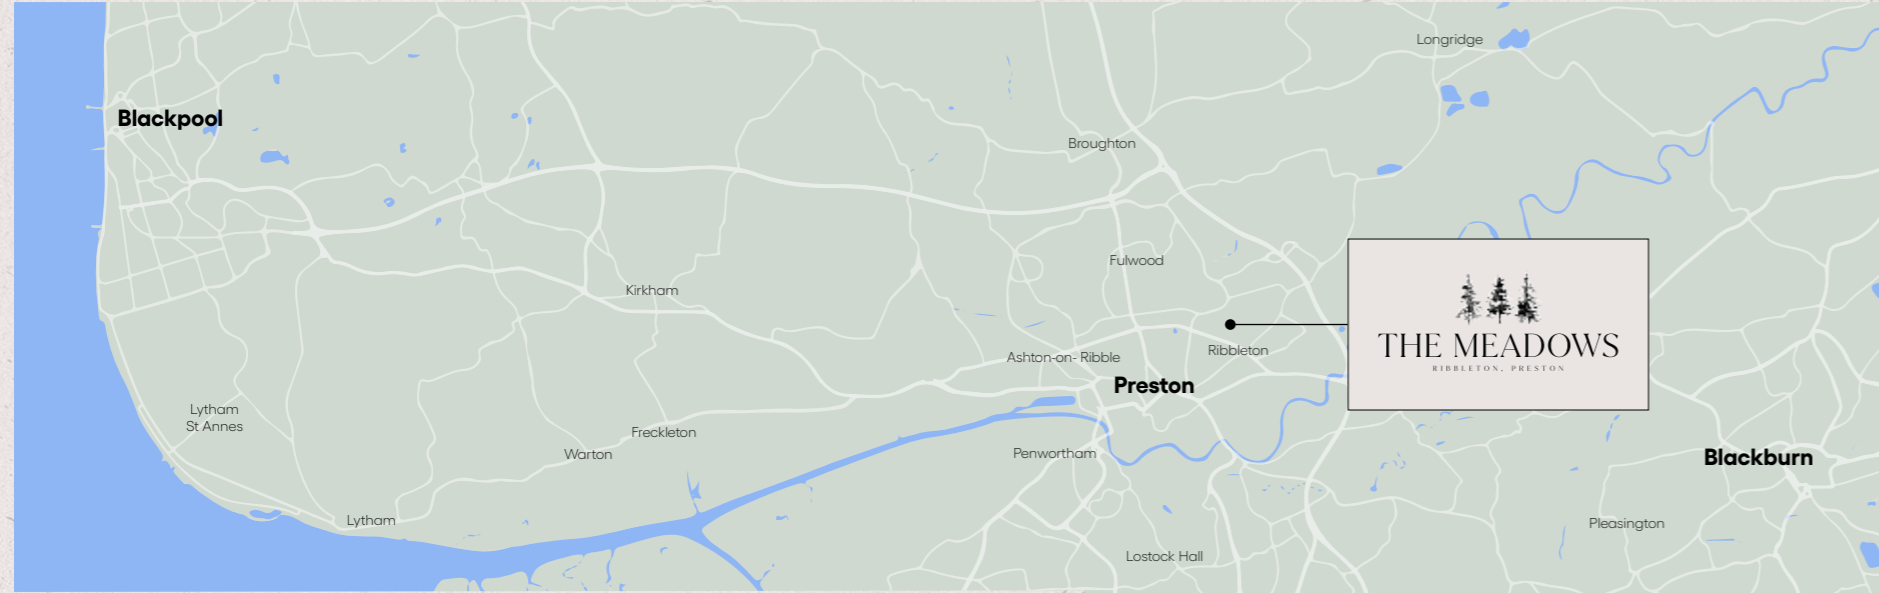 Longridge
Blackpool
Broughton
Fulwood
Kirkham
THE MEADOWS
RIBBLETON, PRESTON
Ribbleton
Ashton-on- Ribble
Preston
Lytham
St Annes
Freckleton
Warton
Penwortham
Blackburn
Lytham
Pleasington
Lostock Hall